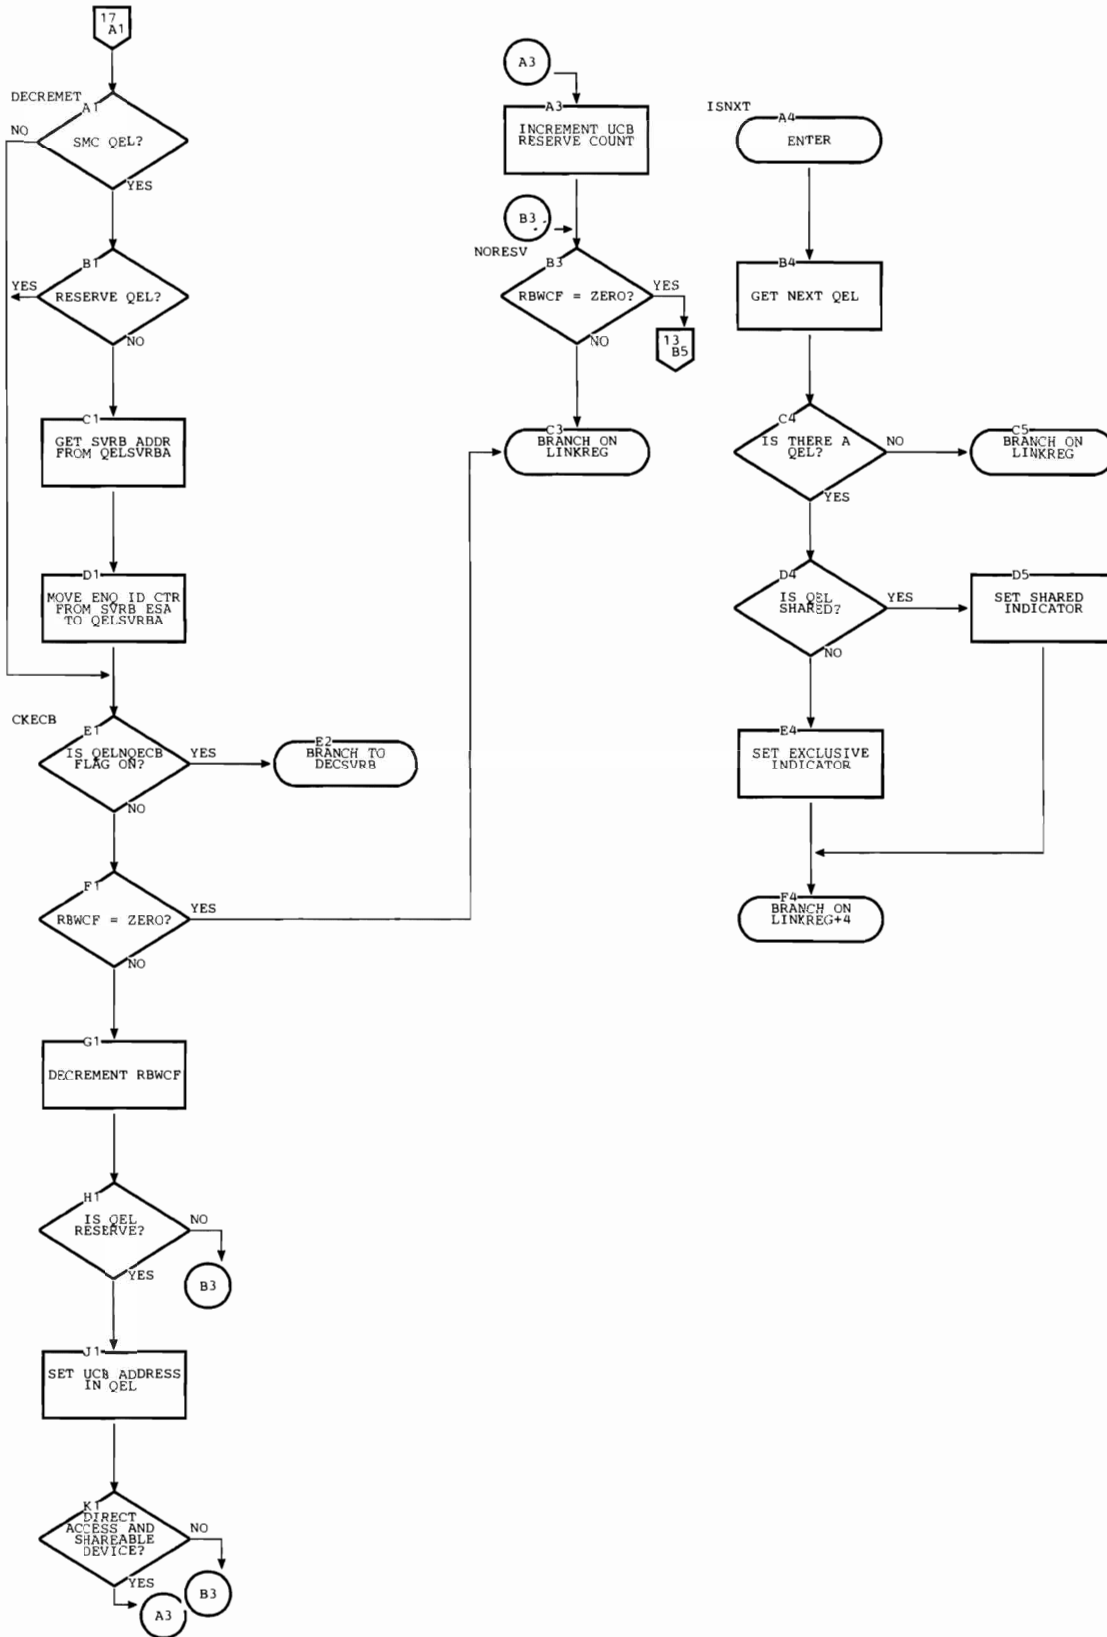 17
A1
DECREMET
A1
SMC QEL?
NO
YES
B1
RESERVE QEL?
YES
NO
C1
GET SVRB ADDR
FROM QELSVRBA
D1
MOVE ENQ ID CTR
FROM SVRB ESA
TO QELSVRBA
CKECB
E1
IS QELNQECB
FLAG ON?
YES
NO
E2
BRANCH TO
DECSVRB
F1
RBWCF = ZERO?
YES
NO
G1
DECREMENT RBWCF
H1
IS QEL
RESERVE?
NO
B3
YES
J1
SET UCB ADDRESS
IN QEL
K1
DIRECT
ACCESS AND
SHAREABLE
DEVICE?
NO
B3
YES
A3
A3
A3
INCREMENT UCB
RESERVE COUNT
B3
NORESV
B3
RBWCF = ZERO?
YES
13
B5
NO
C3
BRANCH ON
LINKREG
ISNXT
A4
ENTER
B4
GET NEXT QEL
C4
IS THERE A
QEL?
NO
YES
C5
BRANCH ON
LINKREG
D4
IS QEL
SHARED?
YES
NO
D5
SET SHARED
INDICATOR
E4
SET EXCLUSIVE
INDICATOR
F4
BRANCH ON
LINKREG+4